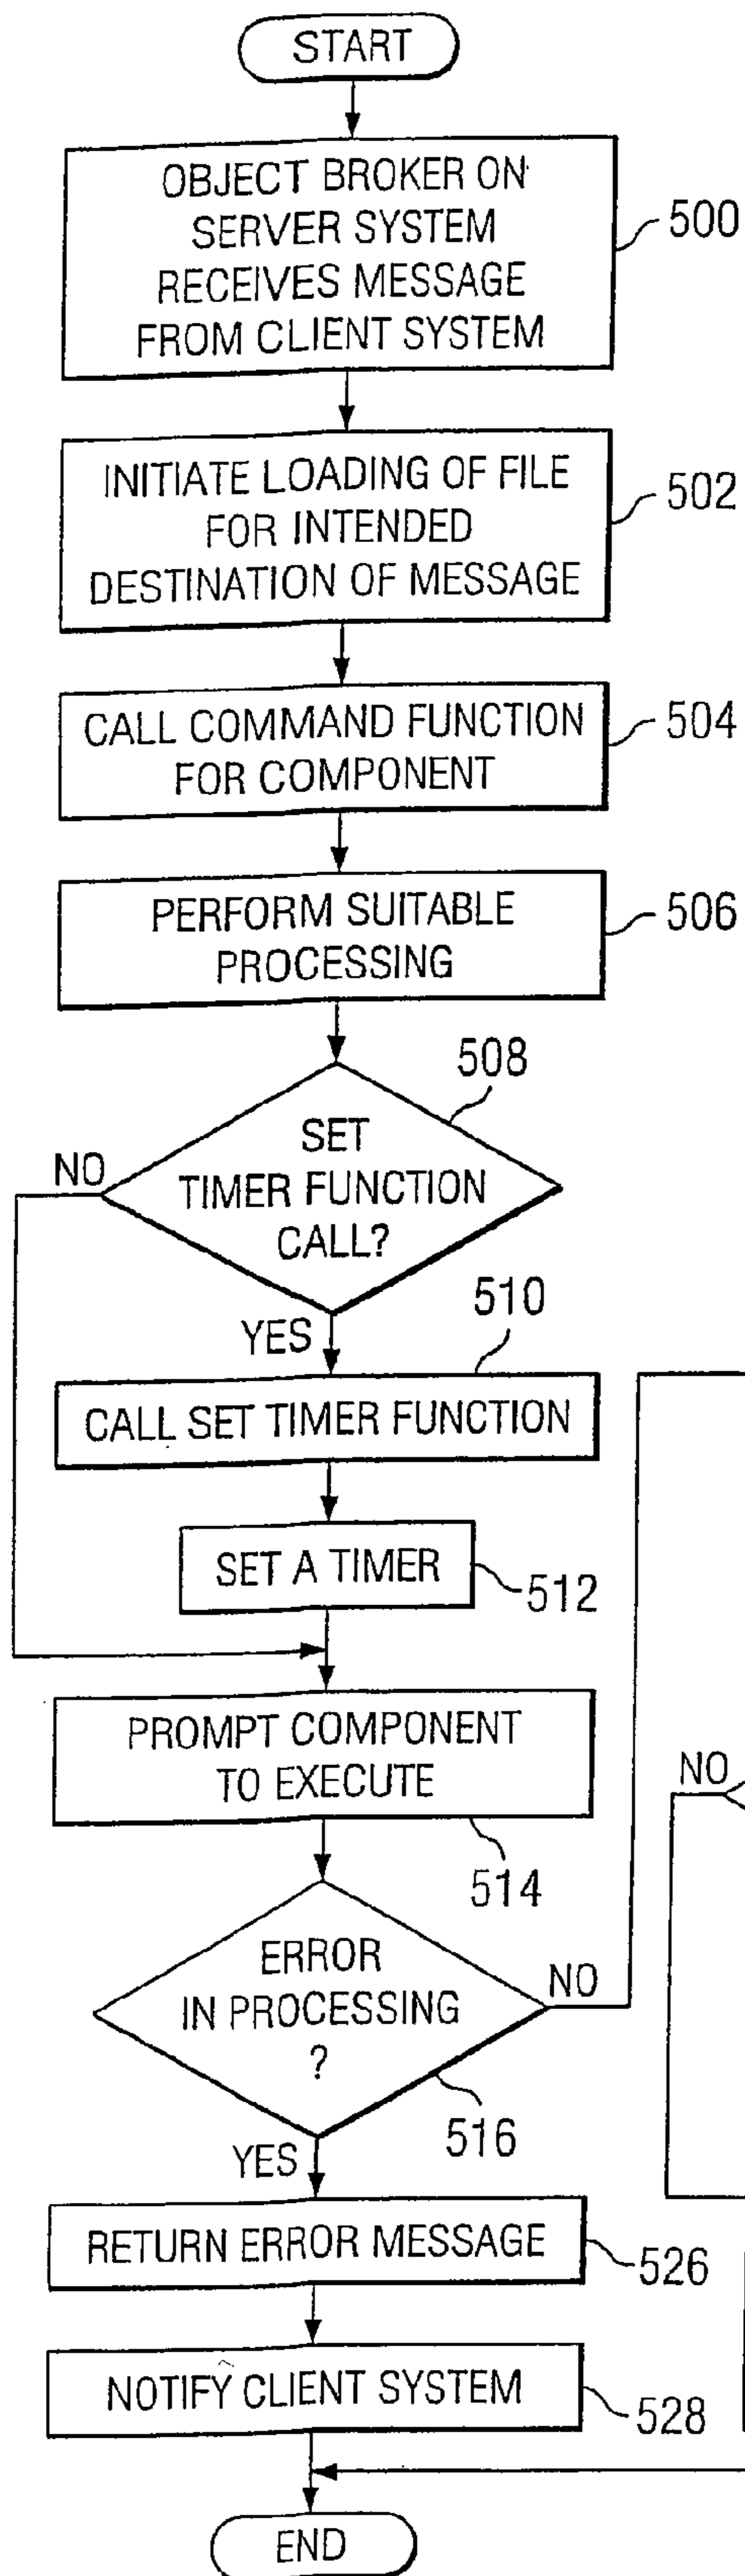 START
OBJECT BROKER ON
SERVER SYSTEM
RECEIVES MESSAGE
FROM CLIENT SYSTEM
500
INITIATE LOADING OF FILE
FOR INTENDED
DESTINATION OF MESSAGE
502
CALL COMMAND FUNCTION
FOR COMPONENT
504
PERFORM SUITABLE
PROCESSING
506
508
SET
TIMER FUNCTION
CALL?
NO
YES
510
CALL SET TIMER FUNCTION
SET A TIMER
512
PROMPT COMPONENT
TO EXECUTE
514
NO
ERROR
IN PROCESSING
?
NO
516
YES
RETURN ERROR MESSAGE
526
NOTIFY CLIENT SYSTEM
528
END